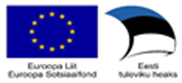 Euroopa Liit
Euroopa Sotsiaalfond
Eesti
tuleviku heaks